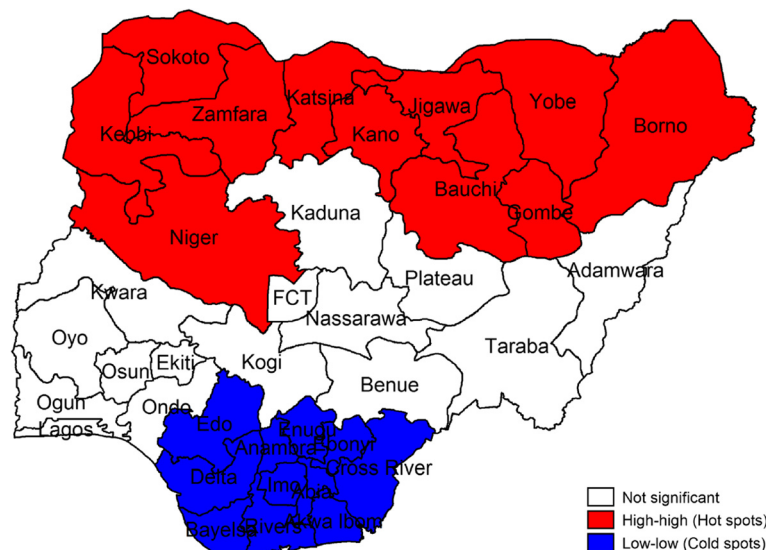 Sokoto
Katsina
Jigawa
Yobe
Zamfara
Kano
Borno
Kebbi
Bauchi
Gombe
Kaduna
Niger
Adamwara
Plateau
Kwara
FCT
Nassarawa
Oyo
Taraba
Osun
Ekiti
Kogi
Benue
Ogun
Ondo
Lagos
Edo
Enugu
Ebonyi
Anambra
Cross River
Delta
Imo
Abia
Bayelsa
Rivers
Akwa Ibom
Not significant
High-high (Hot spots)
Low-low (Cold spots)